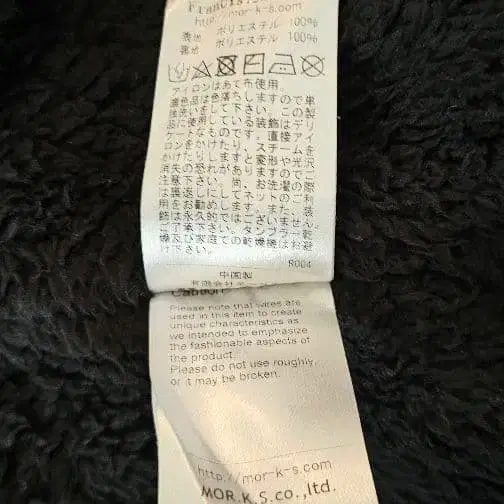 http://mor-k-s.com
表地 ポリエステル 100%
裏地 ポリエステル 100%
アイロンはあて布使用。
濃色品は色落ちしますので単
独洗いをして下さい。この製
品に使用している装飾はデリ
ケートなものです。直接アイ
ロンをかけたり、スチームを
かけたりしますと変形や光沢
消失の恐れがありますのでご
注意下さい。尚、お洗濯の際
は裏返しにしてネットのご利
用をお勧めします。また、装
飾は永久的ではございません。
ご了承下さい。タンブラー乾
燥及び家庭での乾燥機はお避
け下さい。
R004
中国製
有限会社
Caution
Please note that wires are
used in this item to create
unique characteristics as
we intended to emphasize
the fashionable aspects of
the product.
Please do not use roughly,
or it may be broken.
http://mor-k-s.com
MOR.K.S.co.,ltd.